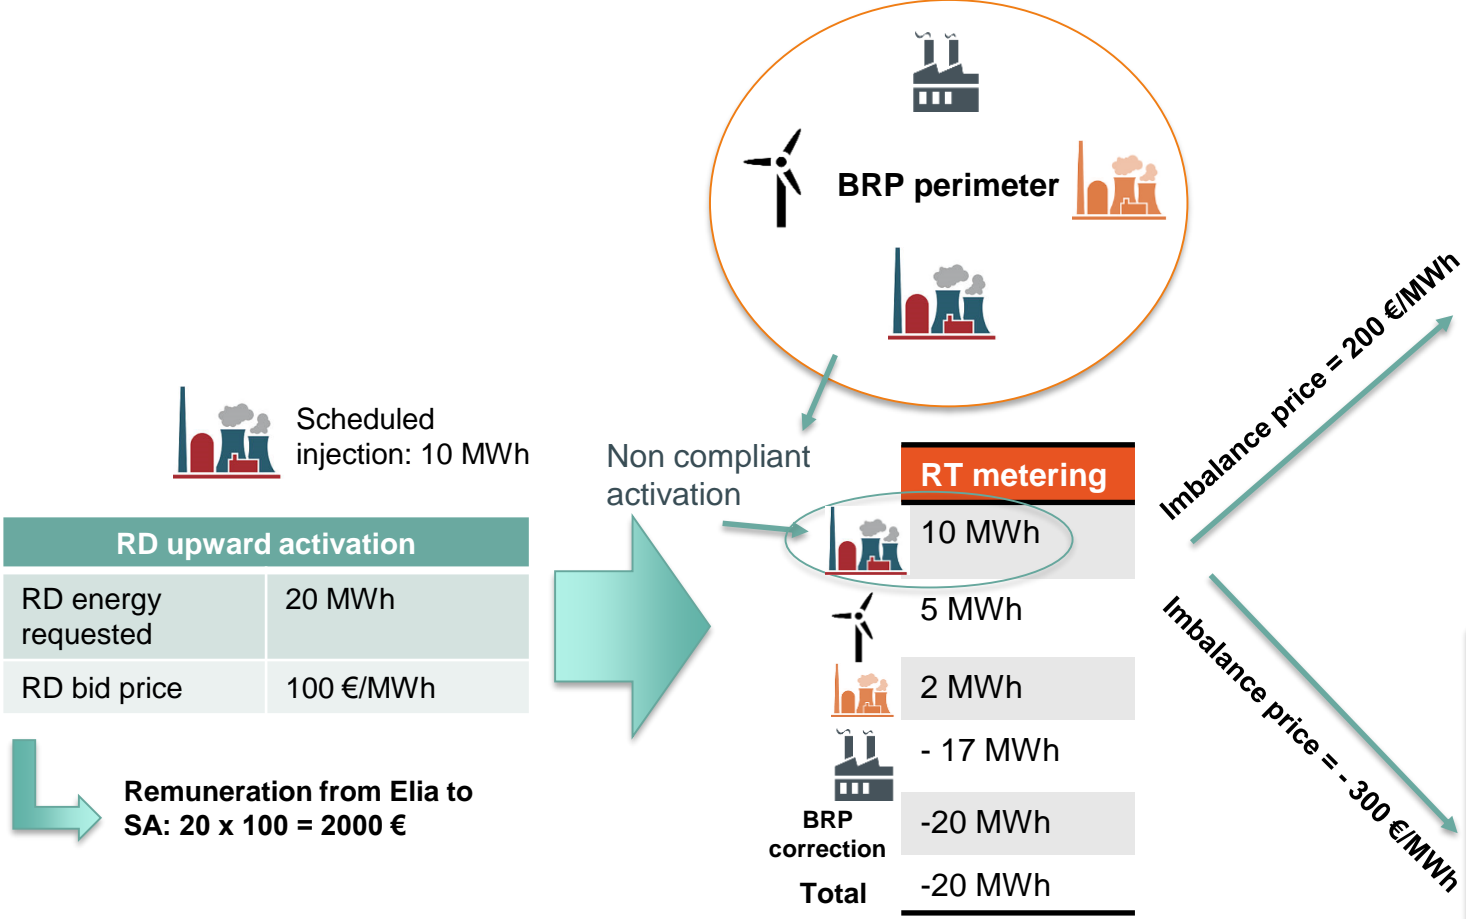 BRP perimeter
Imbalance price = 200 €/MWh
Scheduled
injection: 10 MWh
Non compliant
activation
RD upward activation
RD energy
requested
20 MWh
RD bid price
100 €/MWh
Remuneration from Elia to
SA: 20 x 100 = 2000 €
RT metering
10 MWh
5 MWh
2 MWh
- 17 MWh
BRP
correction
-20 MWh
Total
-20 MWh
Imbalance price = - 300 €/MWh